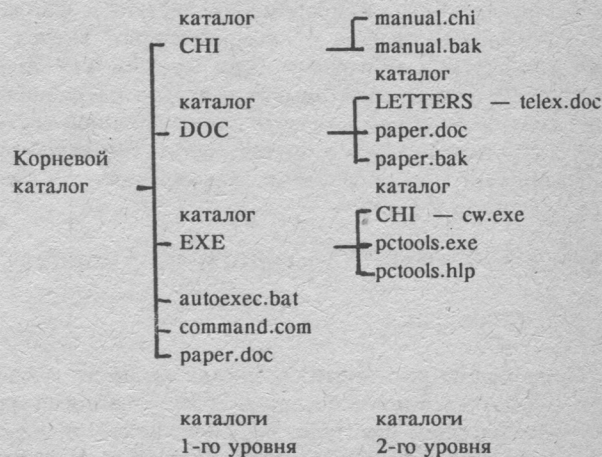 каталог
CHI
manual.chi
manual.bak
каталог
каталог
DOC
LETTERS — telex.doc
paper.doc
paper.bak
Корневой
каталог
каталог
каталог
EXE
CHI — cw.exe
pctools.exe
pctools.hlp
autoexec.bat
command.com
paper.doc
каталоги
1-го уровня
каталоги
2-го уровня